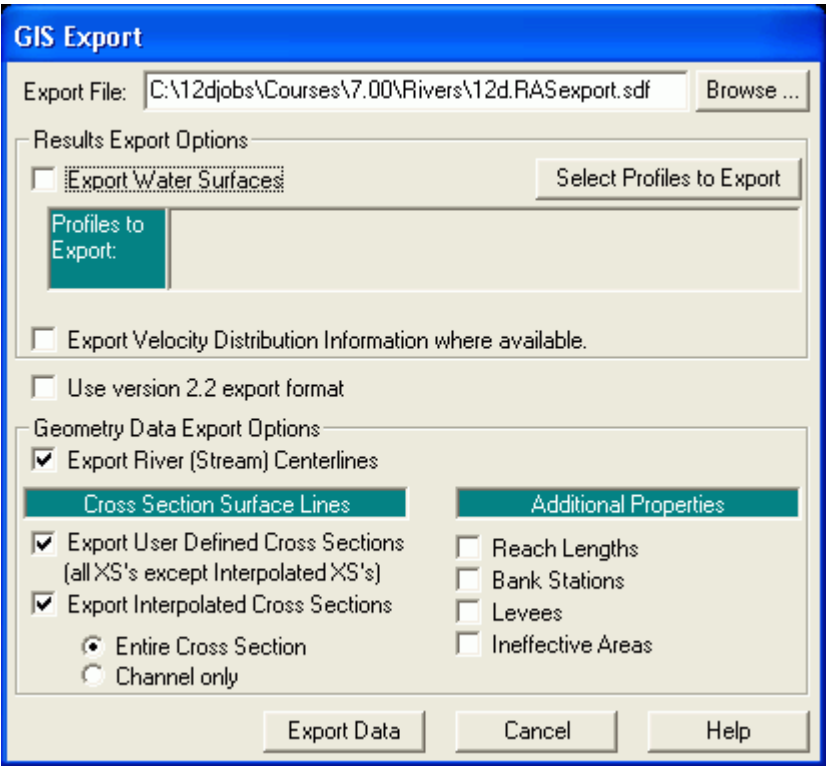 GIS Export
Export File: C:\12djobs\Courses\7.00\Rivers\12d.RASexport.sdf Browse ...
Results Export Options
Export Water Surfaces Select Profiles to Export
Profiles to
Export:
Export Velocity Distribution Information where available.
Use version 2.2 export format
Geometry Data Export Options
Export River (Stream) Centerlines
Cross Section Surface Lines
Export User Defined Cross Sections
(all XS's except Interpolated XS's)
Export Interpolated Cross Sections
Entire Cross Section
Channel only
Additional Properties
Reach Lengths
Bank Stations
Levees
Ineffective Areas
Export Data Cancel Help